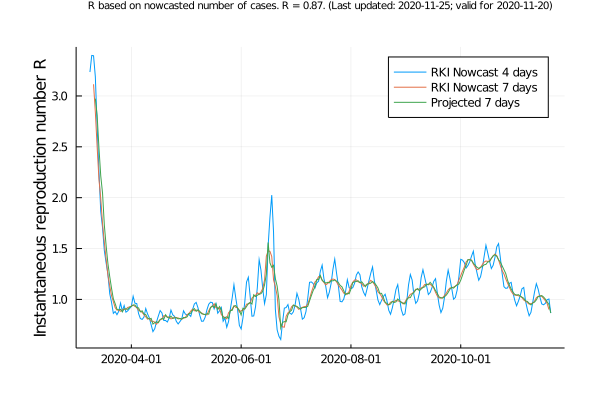 R based on nowcasted number of cases. R = 0.87. (Last updated: 2020-11-25; valid for 2020-11-20)
Instantaneous reproduction number R
3.0
2.5
2.0
1.5
1.0
RKI Nowcast 4 days
RKI Nowcast 7 days
Projected 7 days
2020-04-01
2020-06-01
2020-08-01
2020-10-01